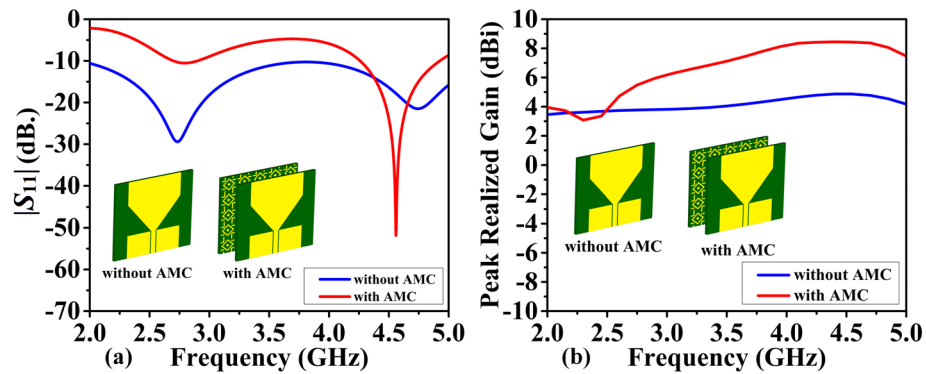 0
-10
-20
-30
-40
-50
-60
-70
|S11| (dB.)
without AMC
with AMC
without AMC
with AMC
2.0 2.5 3.0 3.5 4.0 4.5 5.0
(a) Frequency (GHz)
10
8
6
4
2
0
-2
-4
-6
-8
-10
Peak Realized Gain (dBi)
without AMC
with AMC
without AMC
with AMC
2.0 2.5 3.0 3.5 4.0 4.5 5.0
(b) Frequency (GHz)